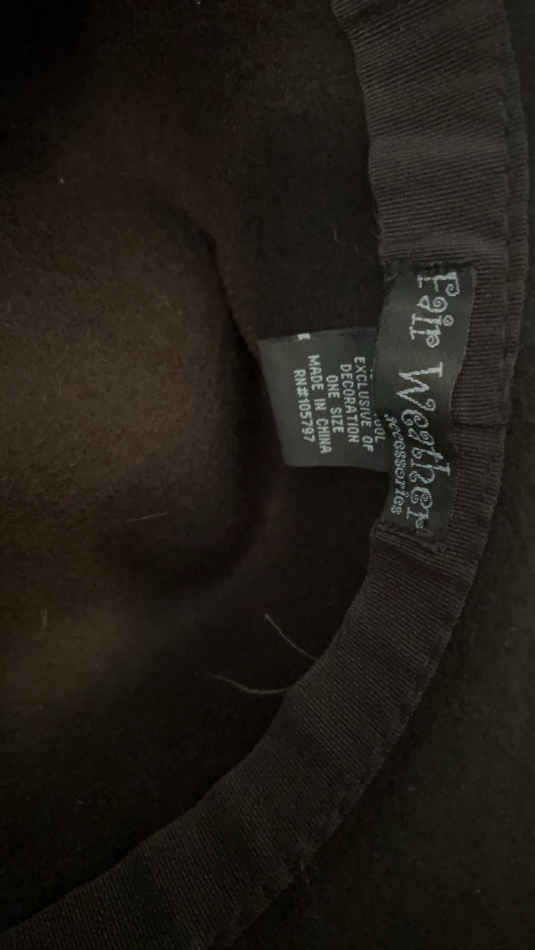 Fair Weather
accessories
EXCLUSIVE OF
DECORATION
ONE SIZE
MADE IN CHINA
RN#105797